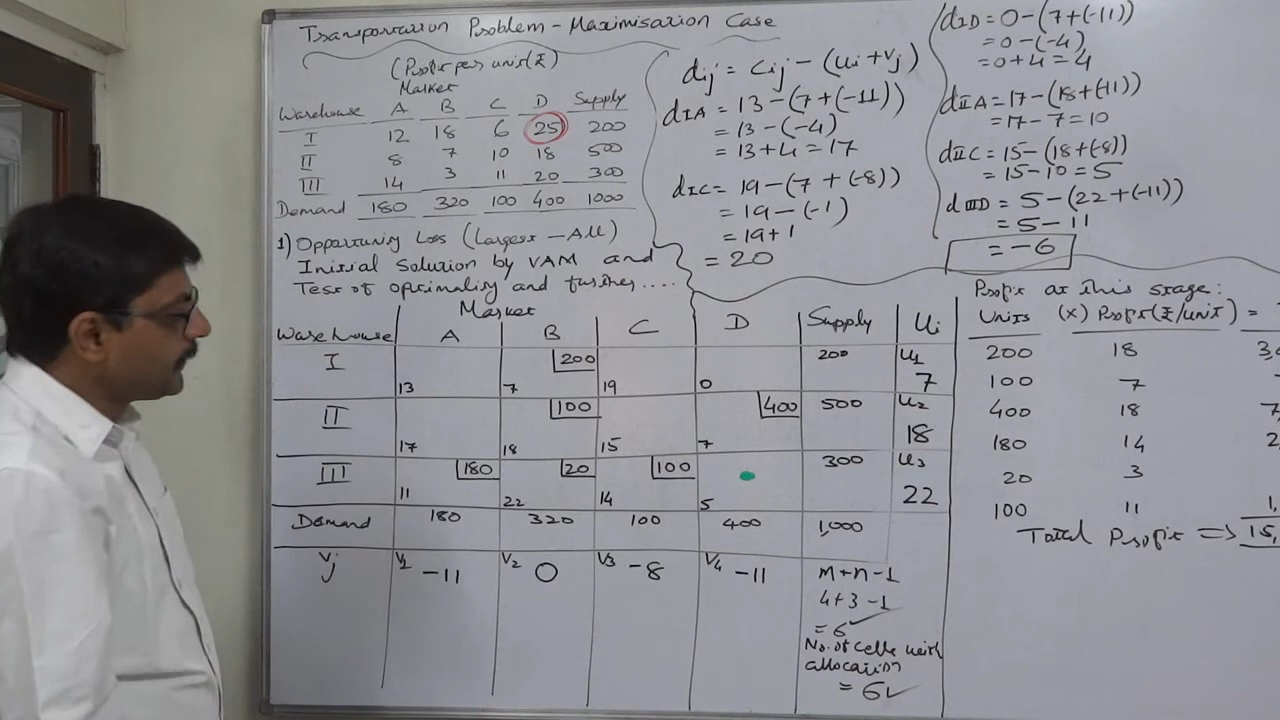 Transportation Problem - Maximisation Case
(Profit per unit (₹)
Market
Warehouse A B C D Supply
I 12 18 6 25 200
II 8 7 10 18 500
III 14 3 11 20 300
Demand 180 320 100 400 1000
1) Opportunity Loss (Largest - All)
Initial Solution by VAM and
Test of optimality and further....
dij = Cij - (ui + vj)
dIA = 13 - (7 + (-11))
= 13 - (-4)
= 13 + 4 = 17
dIC = 19 - (7 + (-8))
= 19 - (-1)
= 19 + 1
= 20
dID = 0 - (7 + (-11))
= 0 - (-4)
= 0 + 4 = 4
dIIA = 17 - (18 + (-11))
= 17 - 7 = 10
dIIC = 15 - (18 + (-8))
= 15 - 10 = 5
dIIID = 5 - (22 + (-11))
= 5 - 11
= -6
Market
Warehouse A B C D Supply Ui
I 200 200 U1
13 7 19 0 7
II 100 400 500 U2
17 18 15 7 18
III 180 20 100 300 U3
11 22 14 5 22
Demand 180 320 100 400 1,000
Vj V1 -11 V2 0 V3 -8 V4 -11
m+n-1
4+3-1
= 6 ✓
No. of cells with
allocation
= 6 ✓
Profit at this stage:
Units (x) Profit (₹/unit) =
200 18 3,
100 7
400 18 7,
180 14 2,
20 3
100 11 1,
Total Profit => 15,